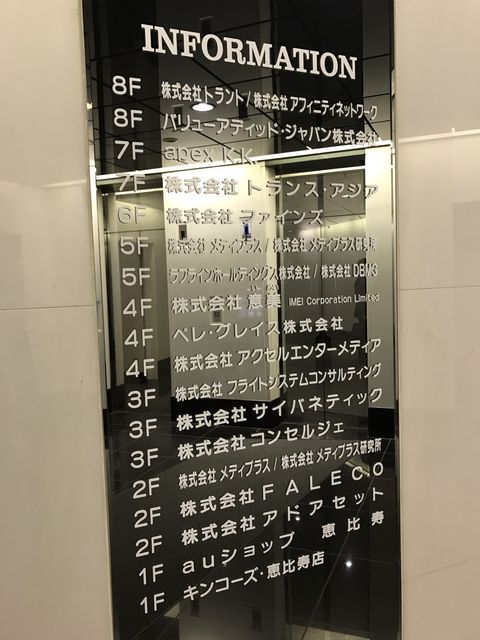 INFORMATION
8F 株式会社 トラント / 株式会社 アフィニティネットワーク
8F バリューアディッド・ジャパン株式会社
7F apex K.K.
7F 株式会社 トランス・アジア
6F 株式会社 ファインズ
5F 株式会社 メディプラス / 株式会社 メディプラス研究所
5F ラブラインホールディングス株式会社 / 株式会社 DBMG
4F 株式会社 意美 IMEI Corporation Limited
4F ペレ・グレイス株式会社
4F 株式会社 アクセルエンターメディア
3F 株式会社 フライトシステムコンサルティング
3F 株式会社 サイバネティック
3F 株式会社 コンセルジェ
2F 株式会社 メディプラス / 株式会社 メディプラス研究所
2F 株式会社 FALECO
2F 株式会社 アドアセット
1F auショップ 恵比寿
1F キンコーズ・恵比寿店